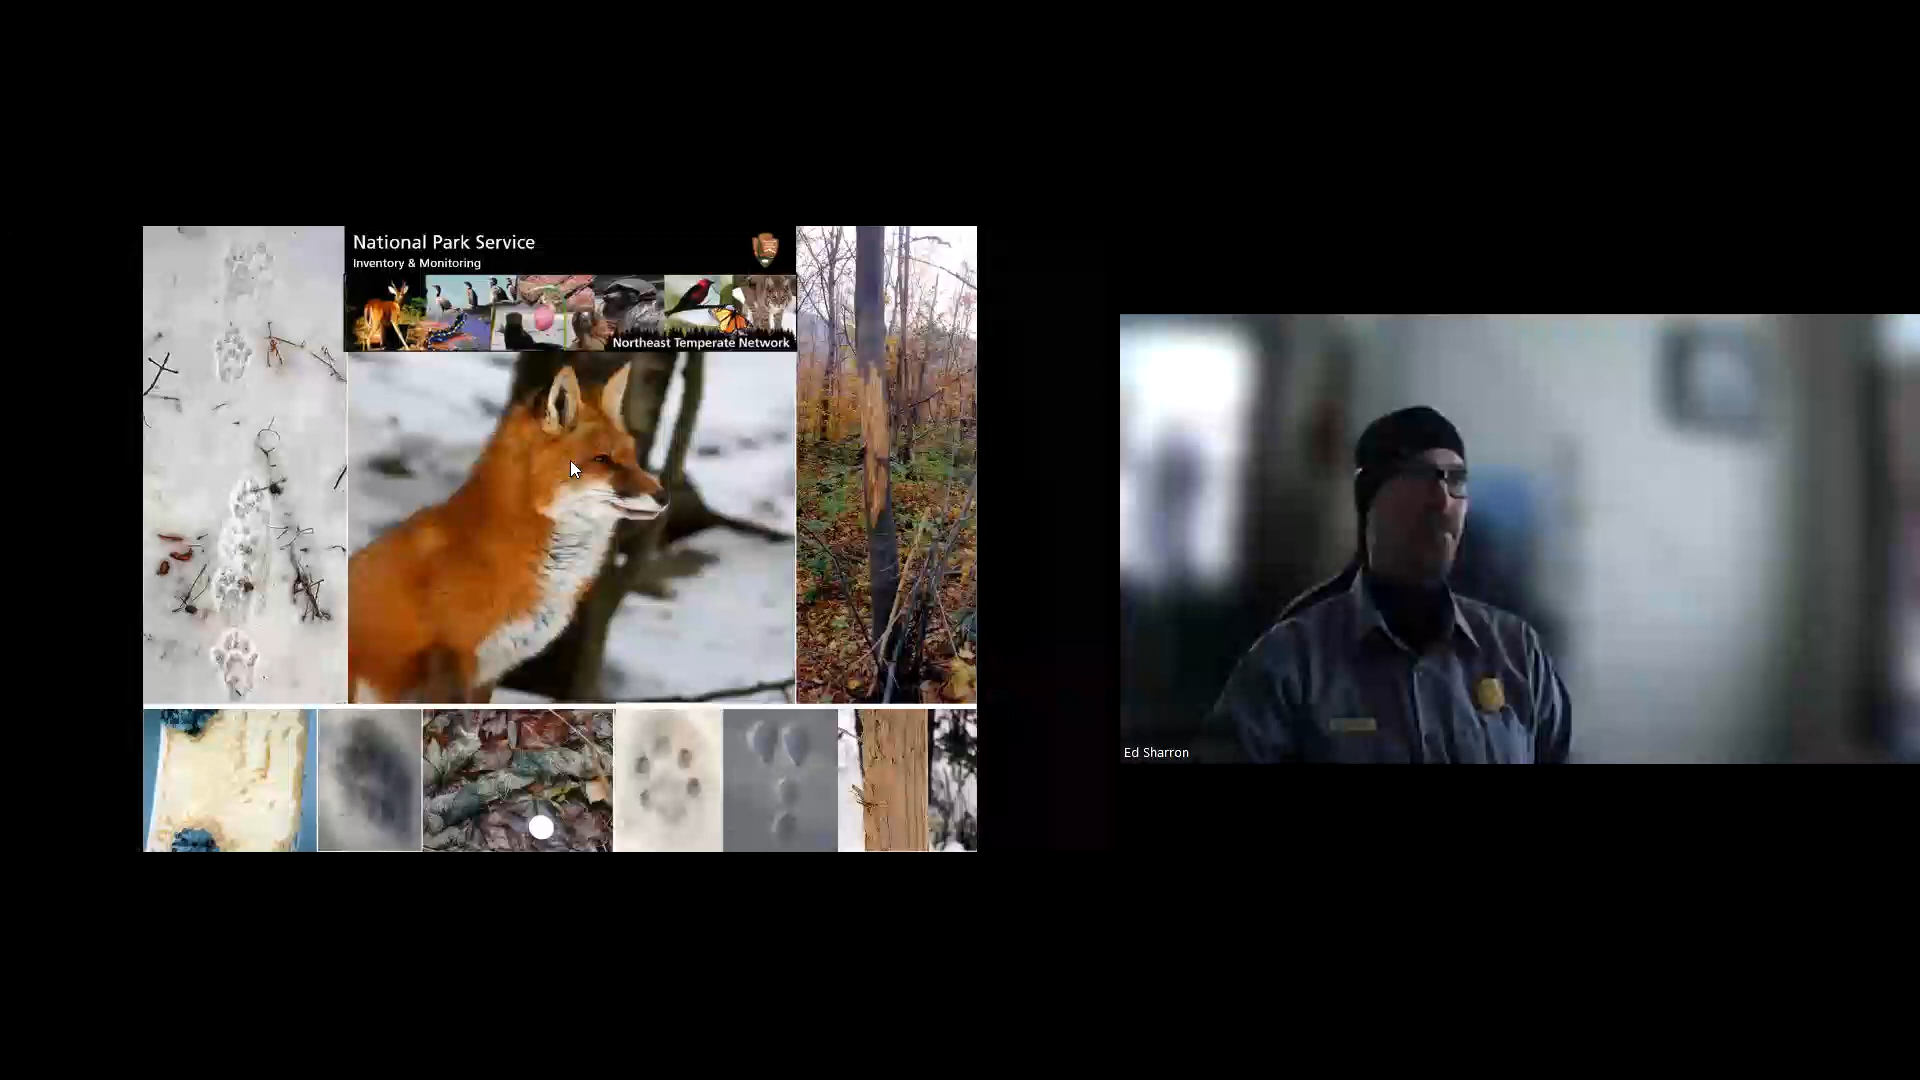 National Park Service
Inventory & Monitoring
Northeast Temperate Network
Ed Sharron